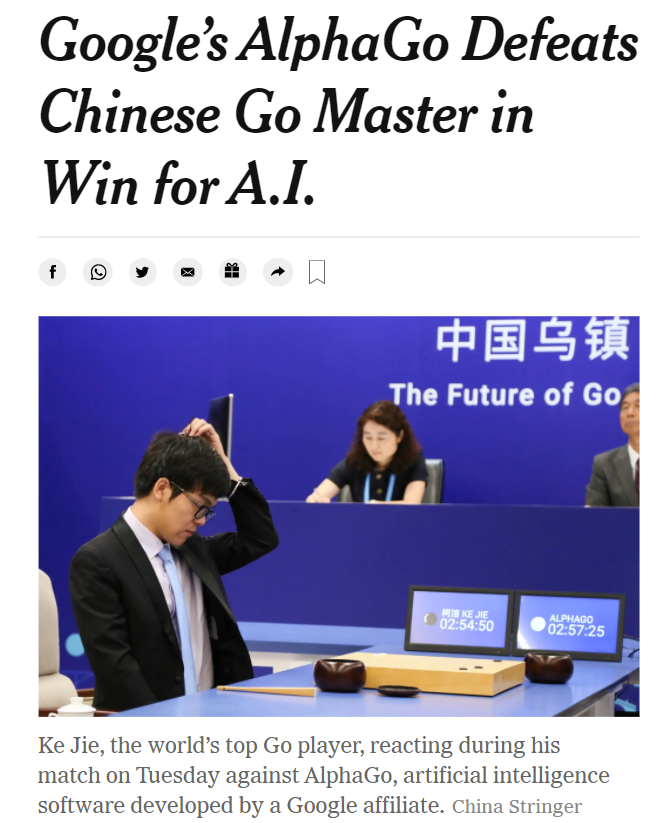 Google’s AlphaGo Defeats
Chinese Go Master in
Win for A.I.
中国乌镇
The Future of Go
柯洁 KE JIE
02:54:50
ALPHAGO
02:57:25
Ke Jie, the world’s top Go player, reacting during his
match on Tuesday against AlphaGo, artificial intelligence
software developed by a Google affiliate. China Stringer